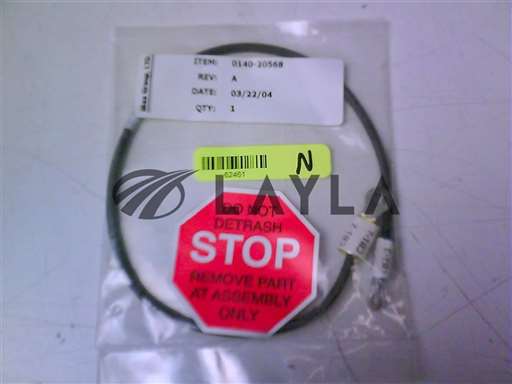 ITEM: 0140-20568
REV: A
DATE: 03/22/04
QTY: 1
62461
N
LAYLA
DO NOT
DETRASH
STOP
REMOVE PART
AT ASSEMBLY
ONLY